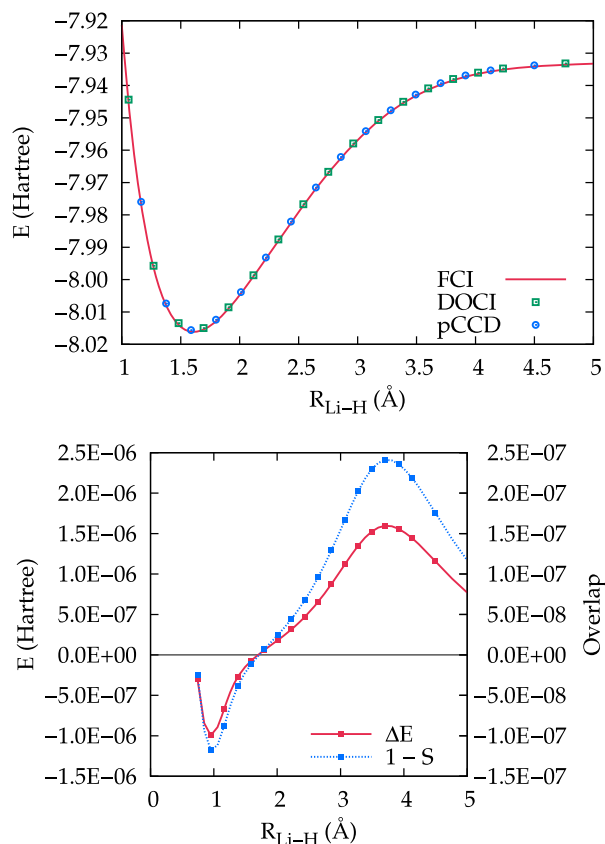 −7.92
−7.93
−7.94
−7.95
−7.96
−7.97
−7.98
−7.99
−8.00
−8.01
−8.02
E (Hartree)
FCI
DOCI
pCCD
1 1.5 2 2.5 3 3.5 4 4.5 5
R Li−H (Å)
2.5E−06 2.5E−07
2.0E−06 2.0E−07
1.5E−06 1.5E−07
1.0E−06 1.0E−07
5.0E−07 5.0E−08
0.0E+00 0.0E+00
−5.0E−07 −5.0E−08
−1.0E−06 −1.0E−07
−1.5E−06 −1.5E−07
E (Hartree)
Overlap
ΔE
1 − S
0 1 2 3 4 5
R Li−H (Å)